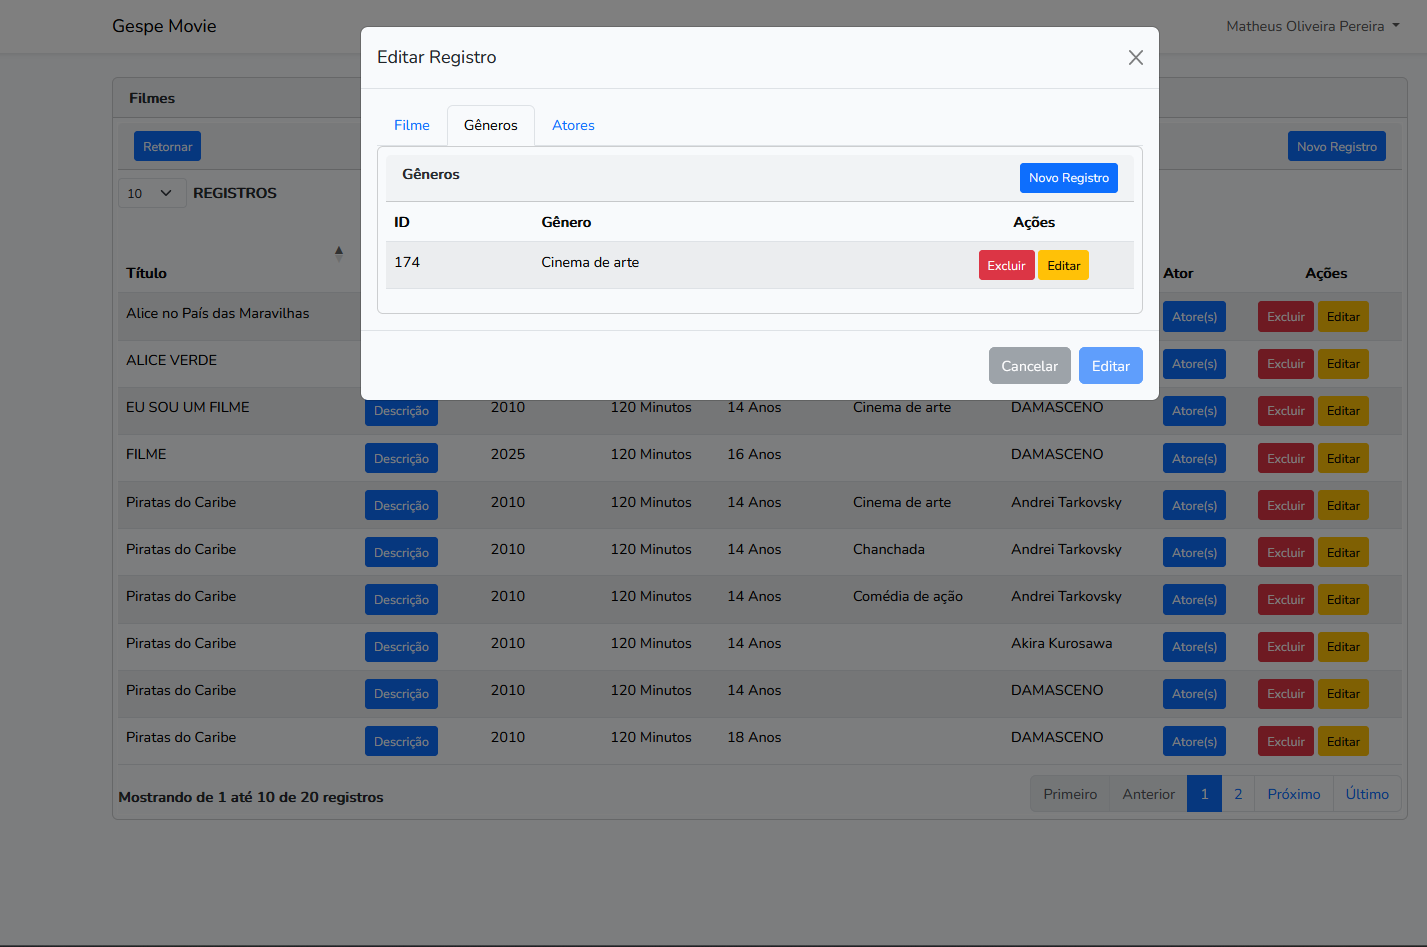 Gespe Movie
Matheus Oliveira Pereira
Editar Registro
Filme Gêneros Atores
Gêneros
Novo Registro
ID Gênero Ações
174 Cinema de arte Excluir Editar
Cancelar Editar
Filmes
Retornar
Novo Registro
10 REGISTROS
Título Ator Ações
Alice no País das Maravilhas Atore(s) Excluir Editar
ALICE VERDE Atore(s) Excluir Editar
EU SOU UM FILME Descrição 2010 120 Minutos 14 Anos Cinema de arte DAMASCENO Atore(s) Excluir Editar
FILME Descrição 2025 120 Minutos 16 Anos DAMASCENO Atore(s) Excluir Editar
Piratas do Caribe Descrição 2010 120 Minutos 14 Anos Cinema de arte Andrei Tarkovsky Atore(s) Excluir Editar
Piratas do Caribe Descrição 2010 120 Minutos 14 Anos Chanchada Andrei Tarkovsky Atore(s) Excluir Editar
Piratas do Caribe Descrição 2010 120 Minutos 14 Anos Comédia de ação Andrei Tarkovsky Atore(s) Excluir Editar
Piratas do Caribe Descrição 2010 120 Minutos 14 Anos Akira Kurosawa Atore(s) Excluir Editar
Piratas do Caribe Descrição 2010 120 Minutos 14 Anos DAMASCENO Atore(s) Excluir Editar
Piratas do Caribe Descrição 2010 120 Minutos 18 Anos DAMASCENO Atore(s) Excluir Editar
Mostrando de 1 até 10 de 20 registros
Primeiro Anterior 1 2 Próximo Último